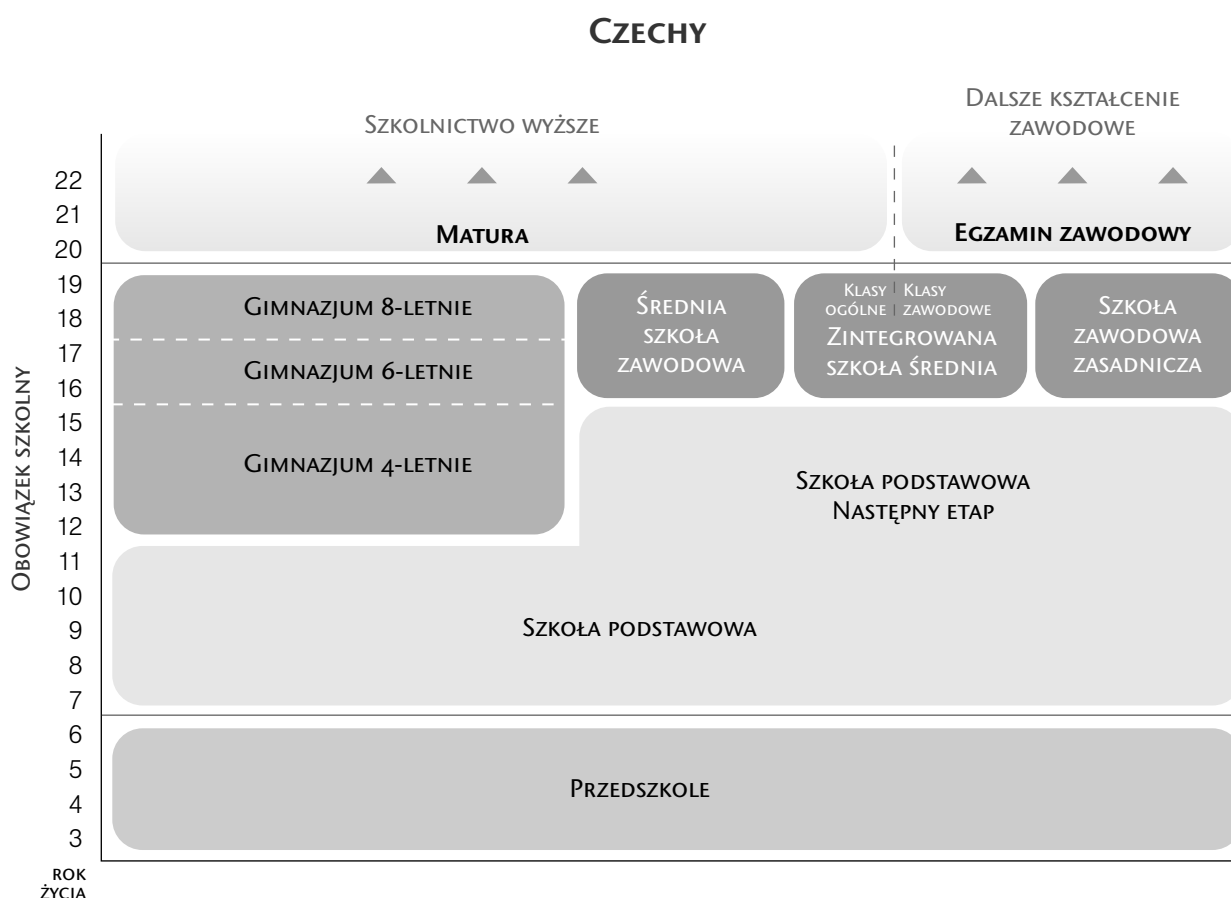 Czechy
Szkolnictwo wyższe
Dalsze kształcenie
zawodowe
22
21
20
Matura
Egzamin zawodowy
19
18
17
16
15
14
13
12
11
10
9
8
7
6
5
4
3
Obowiązek szkolny
Gimnazjum 8-letnie
Gimnazjum 6-letnie
Gimnazjum 4-letnie
Średnia
szkoła
zawodowa
Klasy
ogólne
Klasy
zawodowe
Zintegrowana
szkoła średnia
Szkoła
zawodowa
zasadnicza
Szkoła podstawowa
Następny etap
Szkoła podstawowa
Przedszkole
rok
życia